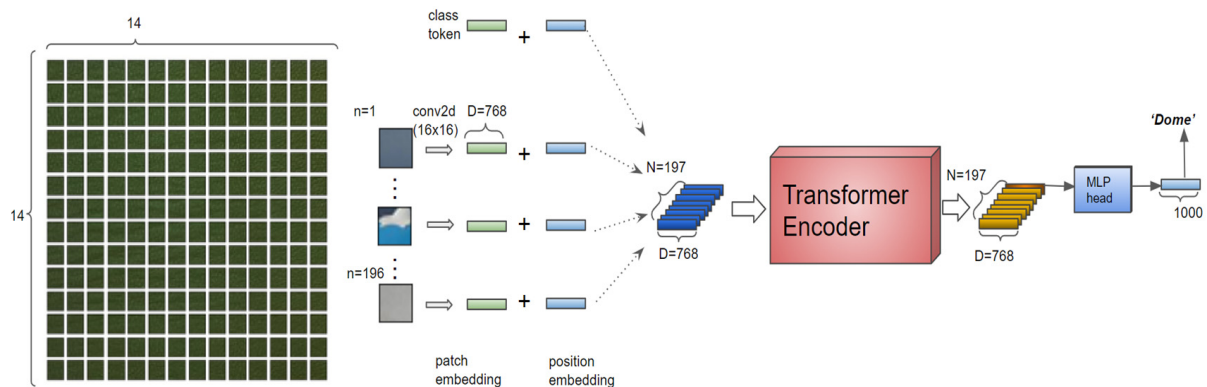 14
14
class
token
+
n=1
conv2d
(16x16)
D=768
+
+
n=196
+
patch
embedding
position
embedding
N=197
D=768
Transformer
Encoder
N=197
D=768
MLP
head
'Dome'
1000